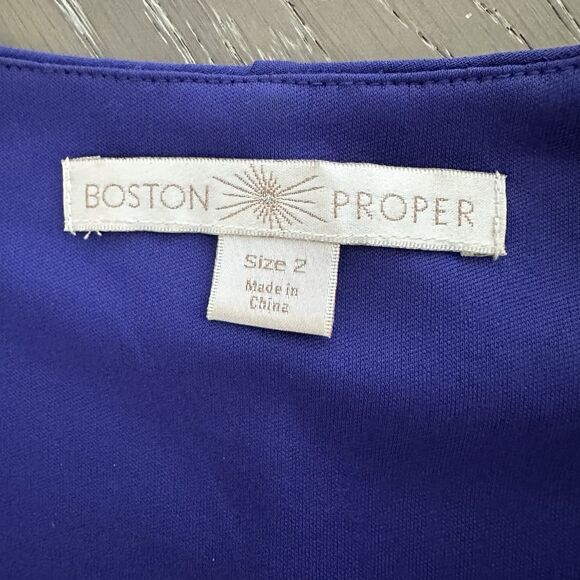 BOSTON PROPER
Size 2
Made in
China